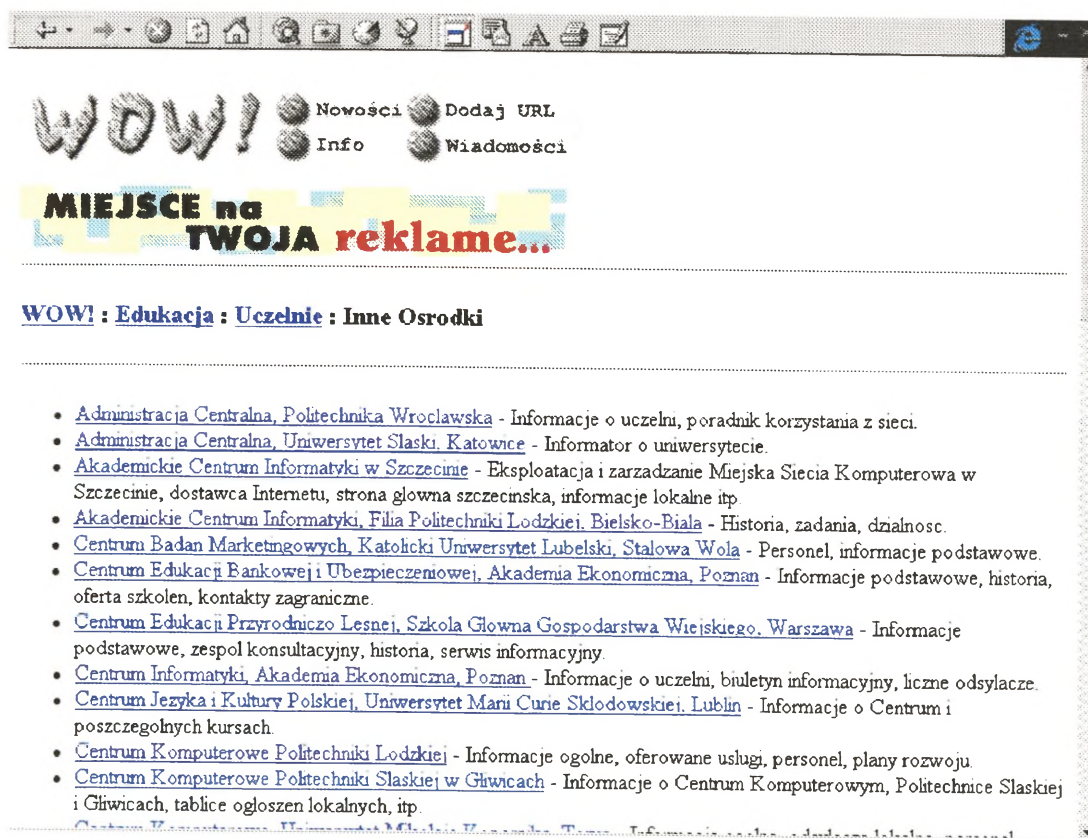 WOW!
Nowości Dodaj URL
Info Wiadomości
MIEJSCE na
TWOJA reklame...
WOW! : Edukacja : Uczelnie : Inne Osrodki
• Administracja Centralna, Politechnika Wroclawska - Informacje o uczelni, poradnik korzystania z sieci.
• Administracja Centralna, Uniwersytet Slaski. Katowice - Informator o uniwersytecie.
• Akademickie Centrum Informatyki w Szczecinie - Eksploatacja i zarzadzanie Miejska Siecia Komputerowa w
Szczecinie, dostawca Internetu, strona glowna szczecinska, informacje lokalne itp.
• Akademickie Centrum Informatyki, Filia Politechniki Lodzkiej. Bielsko-Biala - Historia, zadania, dzialnosc.
• Centrum Badan Marketingowych, Katolicki Uniwersytet Lubelski, Stalowa Wola - Personel, informacje podstawowe.
• Centrum Edukacji Bankowej i Ubezpieczeniowej, Akademia Ekonomiczna, Poznan - Informacje podstawowe, historia,
oferta szkolen, kontakty zagraniczne.
• Centrum Edukacji Przyrodniczo Lesnej, Szkola Glowna Gospodarstwa Wiejskiego. Warszawa - Informacje
podstawowe, zespol konsultacyjny, historia, serwis informacyjny.
• Centrum Informatyki, Akademia Ekonomiczna, Poznan - Informacje o uczelni, biuletyn informacyjny, liczne odsylacze.
• Centrum Jezyka i Kultury Polskiej, Uniwersytet Marii Curie Sklodowskiej. Lublin - Informacje o Centrum i
poszczegolnych kursach.
• Centrum Komputerowe Politechniki Lodzkiej - Informacje ogolne, oferowane uslugi, personel, plany rozwoju.
• Centrum Komputerowe Politechniki Slaskiej w Gliwicach - Informacje o Centrum Komputerowym, Politechnice Slaskiej
i Gliwicach, tablice ogloszen lokalnych, itp.